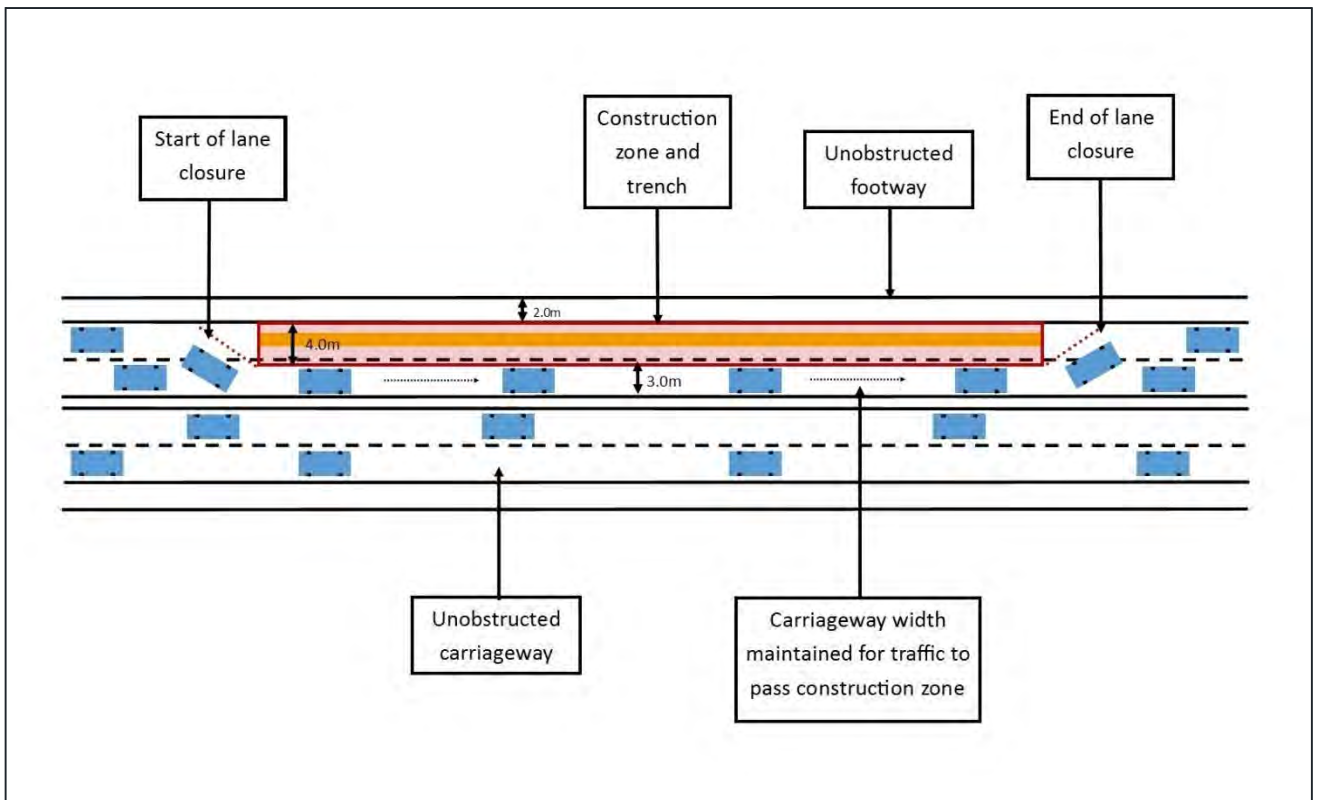 Start of lane
closure
Construction
zone and
trench
Unobstructed
footway
End of lane
closure
2.0m
4.0m
3.0m
Unobstructed
carriageway
Carriageway width
maintained for traffic to
pass construction zone